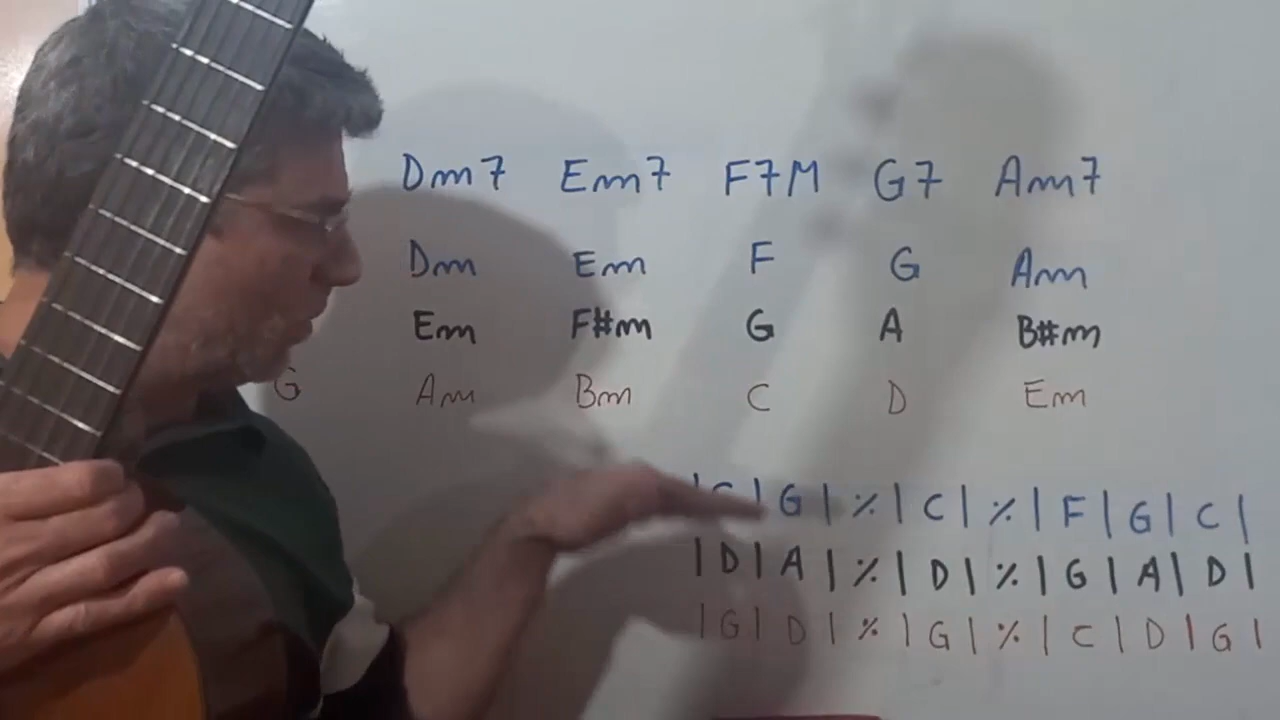 Dm7 Em7 F7M G7 Am7
Dm Em F G Am
Em F#m G A B#m
G Am Bm C D Em
| C | G | ٪ | C | ٪ | F | G | C |
| D | A | ٪ | D | ٪ | G | A | D |
| G | D | ٪ | G | ٪ | C | D | G |